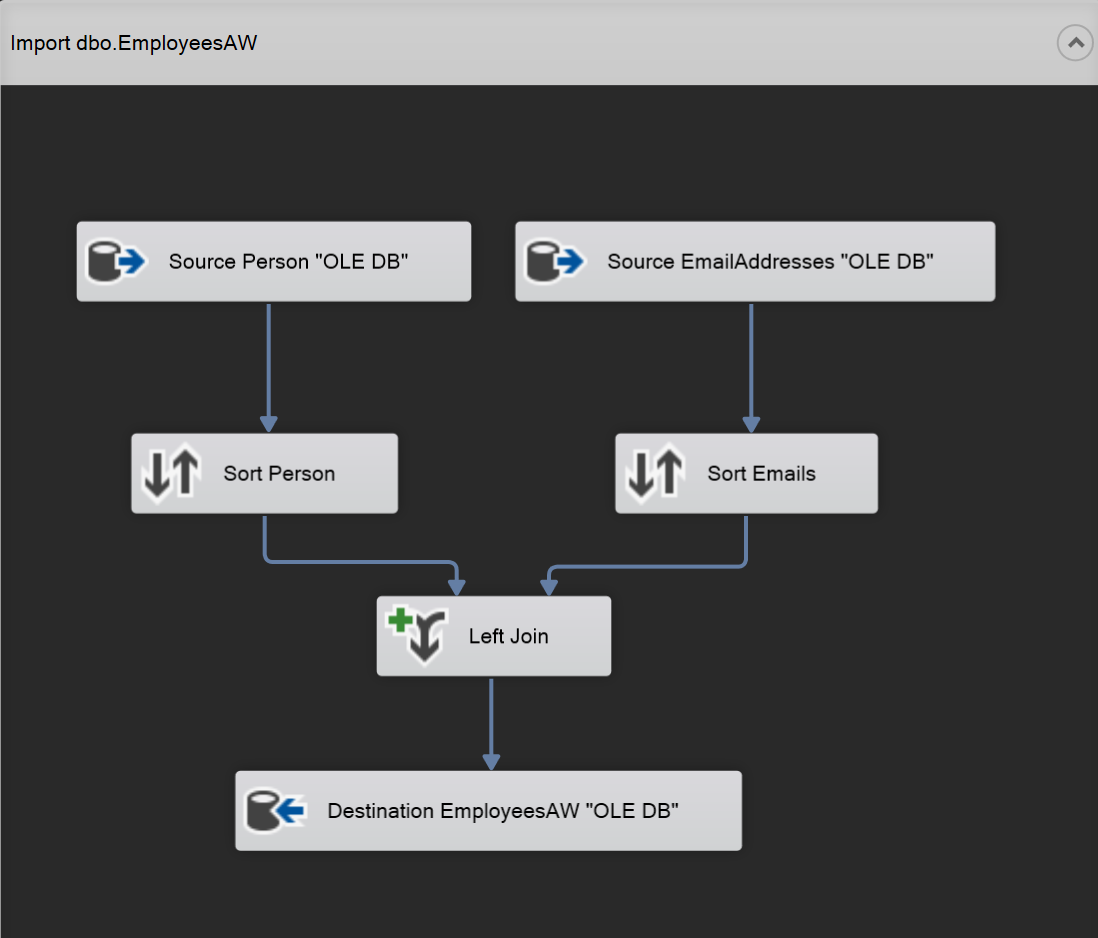 Import dbo.EmployeesAW
Source Person "OLE DB"
Source EmailAddresses "OLE DB"
Sort Person
Sort Emails
Left Join
Destination EmployeesAW "OLE DB"